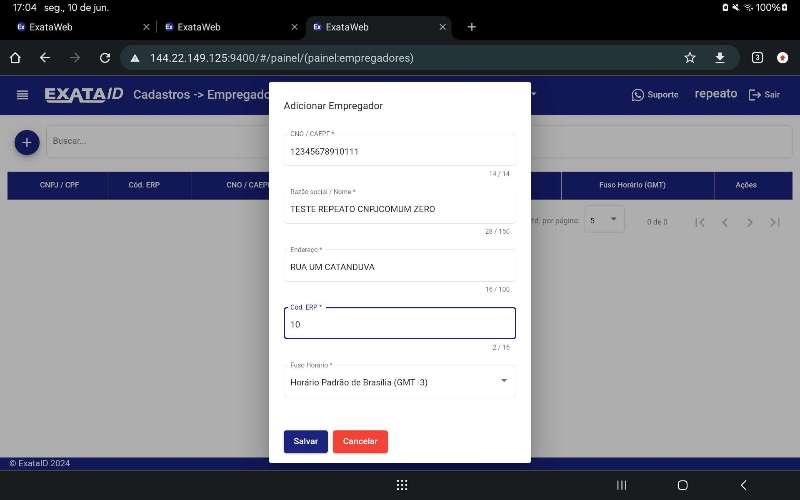 17:04 seg., 10 de jun.
100%
ExataWeb
ExataWeb
ExataWeb
144.22.149.125:9400/#/painel/(painel:empregadores)
3
EXATAID
Cadastros -> Empregado
Suporte
repeato
Sair
Adicionar Empregador
CNO / CAEPF *
12345678910111
14 / 14
Razão social / Nome *
TESTE REPEATO CNPJCOMUM ZERO
28 / 150
Endereço *
RUA UM CATANDUVA
16 / 100
Cód. ERP *
10
2 / 15
Fuso Horário *
Horário Padrão de Brasília (GMT -3)
Salvar
Cancelar
Buscar...
CNPJ / CPF
Cód. ERP
CNO / CAEPF
Fuso Horário (GMT)
Ações
por página:
5
0 de 0
© ExataID 2024